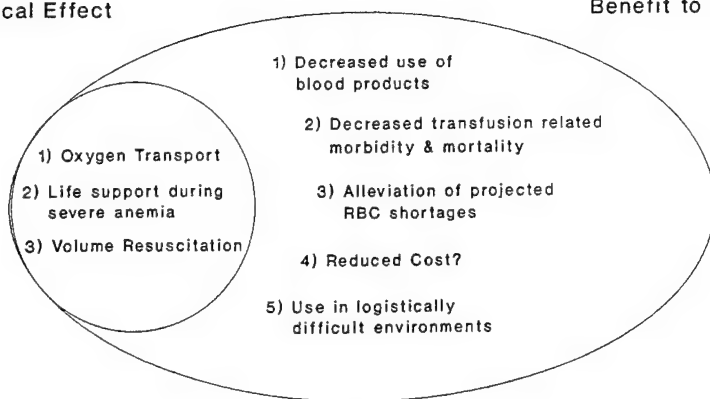 cal Effect
Benefit to
1) Oxygen Transport
2) Life support during
severe anemia
3) Volume Resuscitation
1) Decreased use of
blood products
2) Decreased transfusion related
morbidity & mortality
3) Alleviation of projected
RBC shortages
4) Reduced Cost?
5) Use in logistically
difficult environments